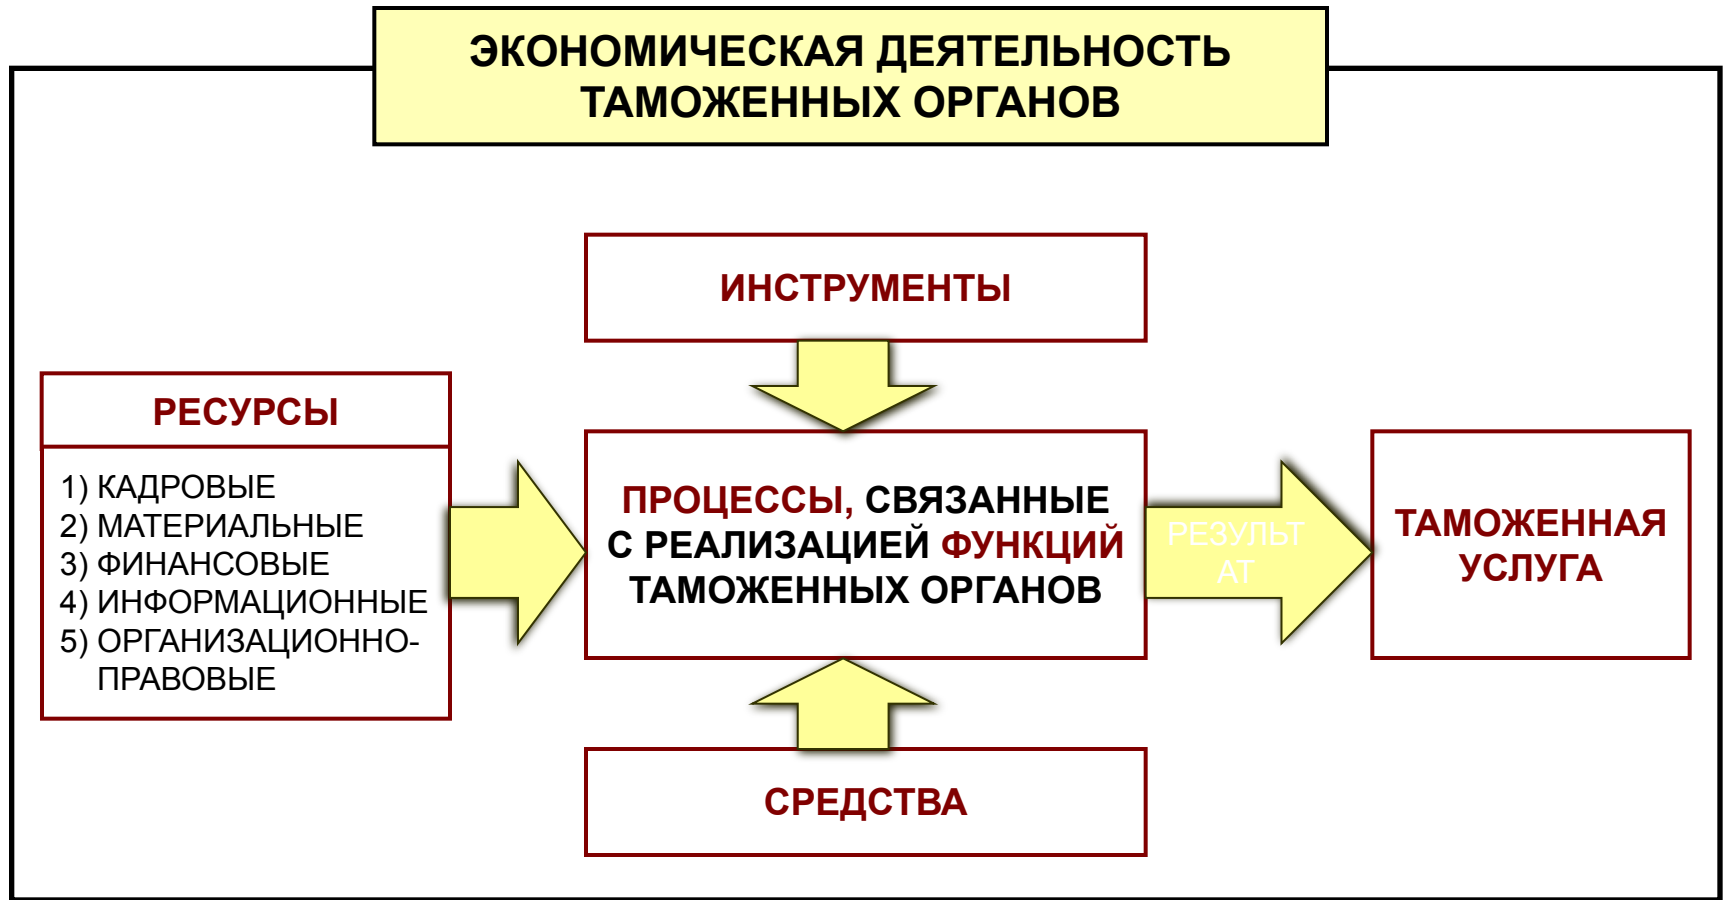 ЭКОНОМИЧЕСКАЯ ДЕЯТЕЛЬНОСТЬ
ТАМОЖЕННЫХ ОРГАНОВ
ИНСТРУМЕНТЫ
РЕСУРСЫ
1) КАДРОВЫЕ
2) МАТЕРИАЛЬНЫЕ
3) ФИНАНСОВЫЕ
4) ИНФОРМАЦИОННЫЕ
5) ОРГАНИЗАЦИОННО-
ПРАВОВЫЕ
ПРОЦЕССЫ, СВЯЗАННЫЕ
С РЕАЛИЗАЦИЕЙ ФУНКЦИЙ
ТАМОЖЕННЫХ ОРГАНОВ
РЕЗУЛЬТ
АТ
ТАМОЖЕННАЯ
УСЛУГА
СРЕДСТВА